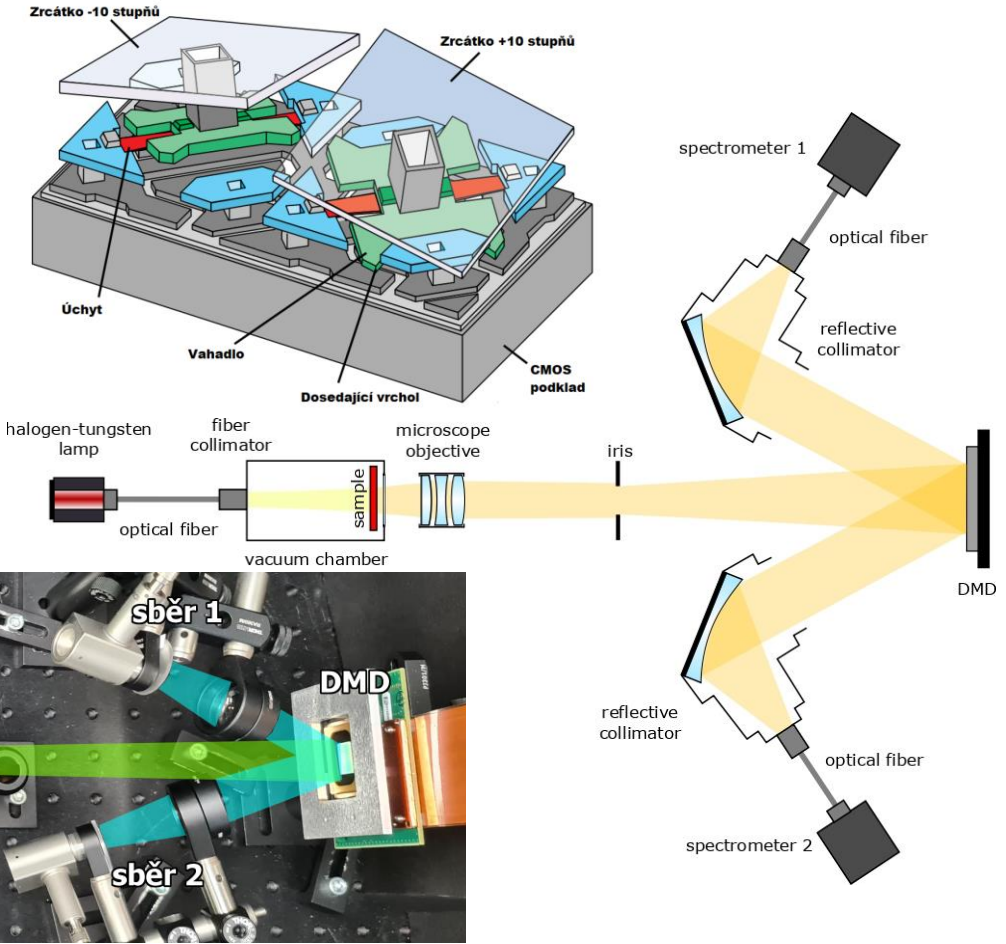 Zrcátko -10 stupňů
Zrcátko +10 stupňů
Úchyt
Vahadlo
Dosedající vrchol
CMOS
podklad
spectrometer 1
optical fiber
reflective
collimator
halogen-tungsten
lamp
fiber
collimator
microscope
objective
iris
sample
optical fiber
vacuum chamber
DMD
reflective
collimator
optical fiber
spectrometer 2
sběr 1
DMD
sběr 2